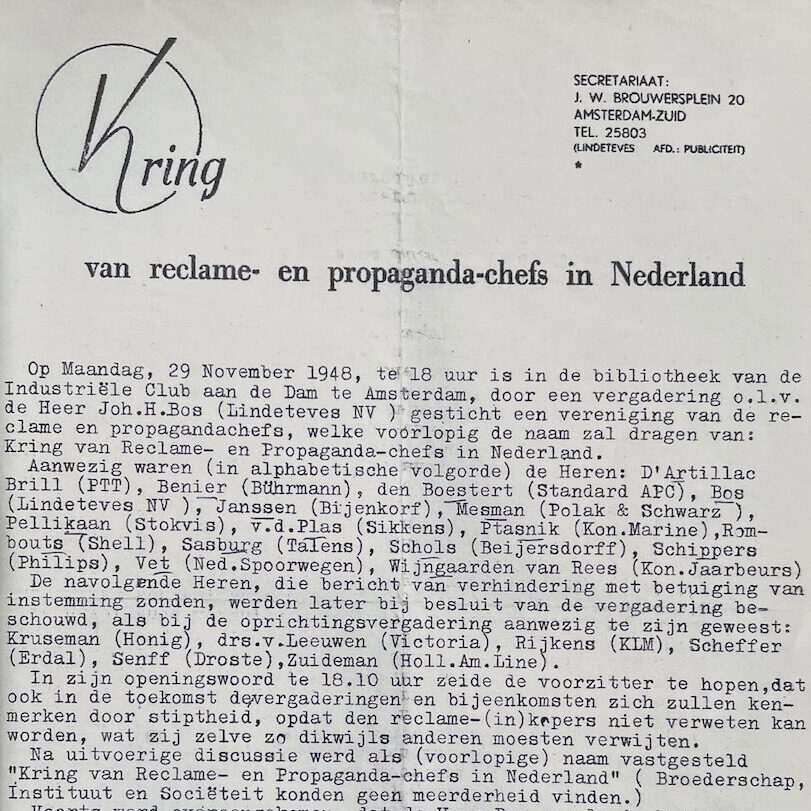 Kring
SECRETARIAAT:
J. W. BROUWERSPLEIN 20
AMSTERDAM-ZUID
TEL. 25803
(LINDETEVES AFD.: PUBLICITEIT)
*
van reclame- en propaganda-chefs in Nederland
Op Maandag, 29 November 1948, te 18 uur is in de bibliotheek van de
Industriële Club aan de Dam te Amsterdam, door een vergadering o.l.v.
de Heer Joh.H.Bos (Lindeteves NV ) gesticht een vereniging van de re-
clame en propagandachefs, welke voorlopig de naam zal dragen van:
Kring van Reclame- en Propaganda-chefs in Nederland.
Aanwezig waren (in alphabetische volgorde) de Heren: D'Artillac
Brill (PTT), Benier (Bührmann), den Boestert (Standard APC), Bos
(Lindeteves NV ), Janssen (Bijenkorf), Mesman (Polak & Schwarz ),
Pellikaan (Stokvis), v.d.Plas (Sikkens), Ptasnik (Kon.Marine),Rom-
bouts (Shell), Sasburg (Talens), Schols (Beijersdorff), Schippers
(Philips), Vet (Ned.Spoorwegen), Wijngaarden van Rees (Kon.Jaarbeurs)
De navolgende Heren, die bericht van verhindering met betuiging van
instemming zonden, werden later bij besluit van de vergadering be-
schouwd, als bij de oprichtingsvergadering aanwezig te zijn geweest:
Kruseman (Honig), drs.v.Leeuwen (Victoria), Rijkens (KLM), Scheffer
(Erdal), Senff (Droste),Zuideman (Holl.Am.Line).
In zijn openingswoord te 18.10 uur zeide de voorzitter te hopen,dat
ook in de toekomst devergaderingen en bijeenkomsten zich zullen ken-
merken door stiptheid, opdat den reclame-(in)kopers niet verweten kan
worden, wat zij zelve zo dikwijls anderen moesten verwijten.
Na uitvoerige discussie werd als (voorlopige) naam vastgesteld
"Kring van Reclame- en Propaganda-chefs in Nederland" ( Broederschap,
Instituut en Sociëteit konden geen meerderheid vinden.)